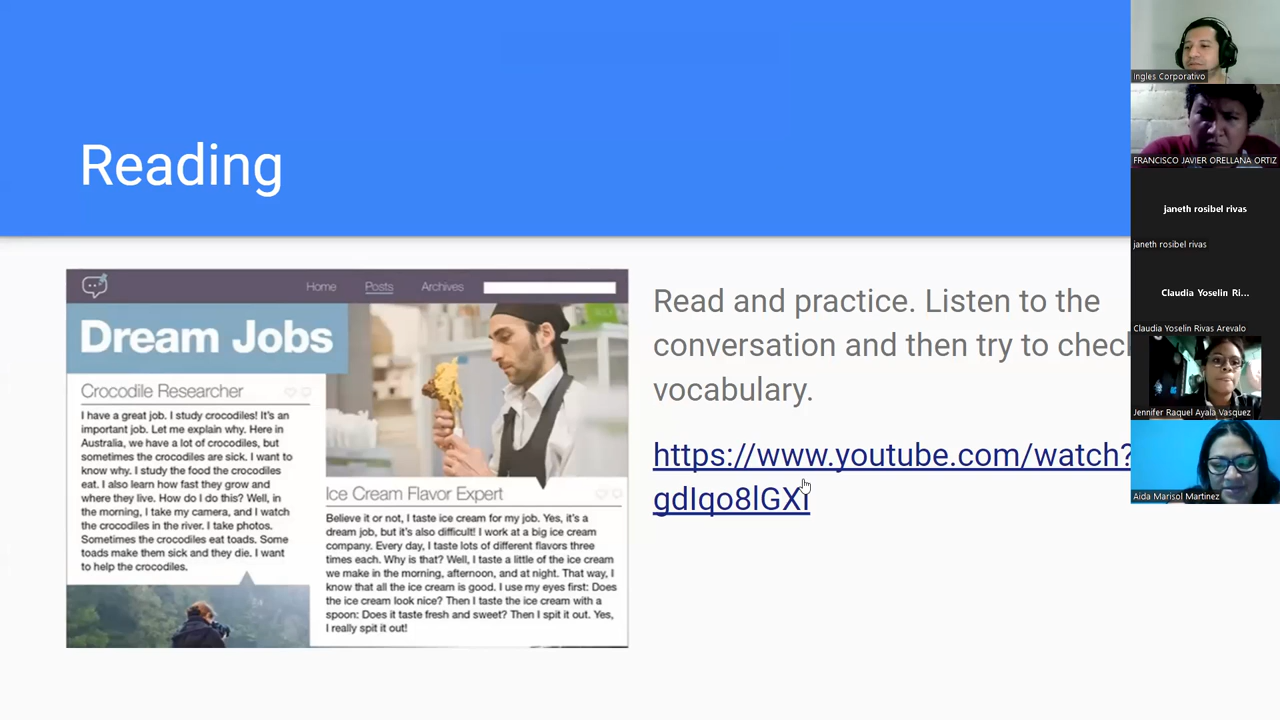 Reading
Home Posts Archives
Dream Jobs
Crocodile Researcher
I have a great job. I study crocodiles! It's an
important job. Let me explain why. Here in
Australia, we have a lot of crocodiles, but
sometimes the crocodiles are sick. I want to
know why. I study the food the crocodiles
eat. I also learn how fast they grow and
where they live. How do I do this? Well, in
the morning, I take my camera, and I watch
the crocodiles in the river. I take photos.
Sometimes the crocodiles eat toads. Some
toads make them sick and they die. I want
to help the crocodiles.
Ice Cream Flavor Expert
Believe it or not, I taste ice cream for my job. Yes, it's a
dream job, but it's also difficult! I work at a big ice cream
company. Every day, I taste lots of different flavors three
times each. Why is that? Well, I taste a little of the ice cream
we make in the morning, afternoon, and at night. That way, I
know that all the ice cream is good. I use my eyes first: Does
the ice cream look nice? Then I taste the ice cream with a
spoon: Does it taste fresh and sweet? Then I spit it out. Yes,
I really spit it out!
Read and practice. Listen to the
conversation and then try to check
vocabulary.
https://www.youtube.com/watch?
gdIqo8lGXi
Ingles Corporativo
FRANCISCO JAVIER ORELLANA ORTIZ
janeth rosibel rivas
janeth rosibel rivas
Claudia Yoselin Ri...
Claudia Yoselin Rivas Arevalo
Jennifer Raquel Ayala Vasquez
Aida Marisol Martinez